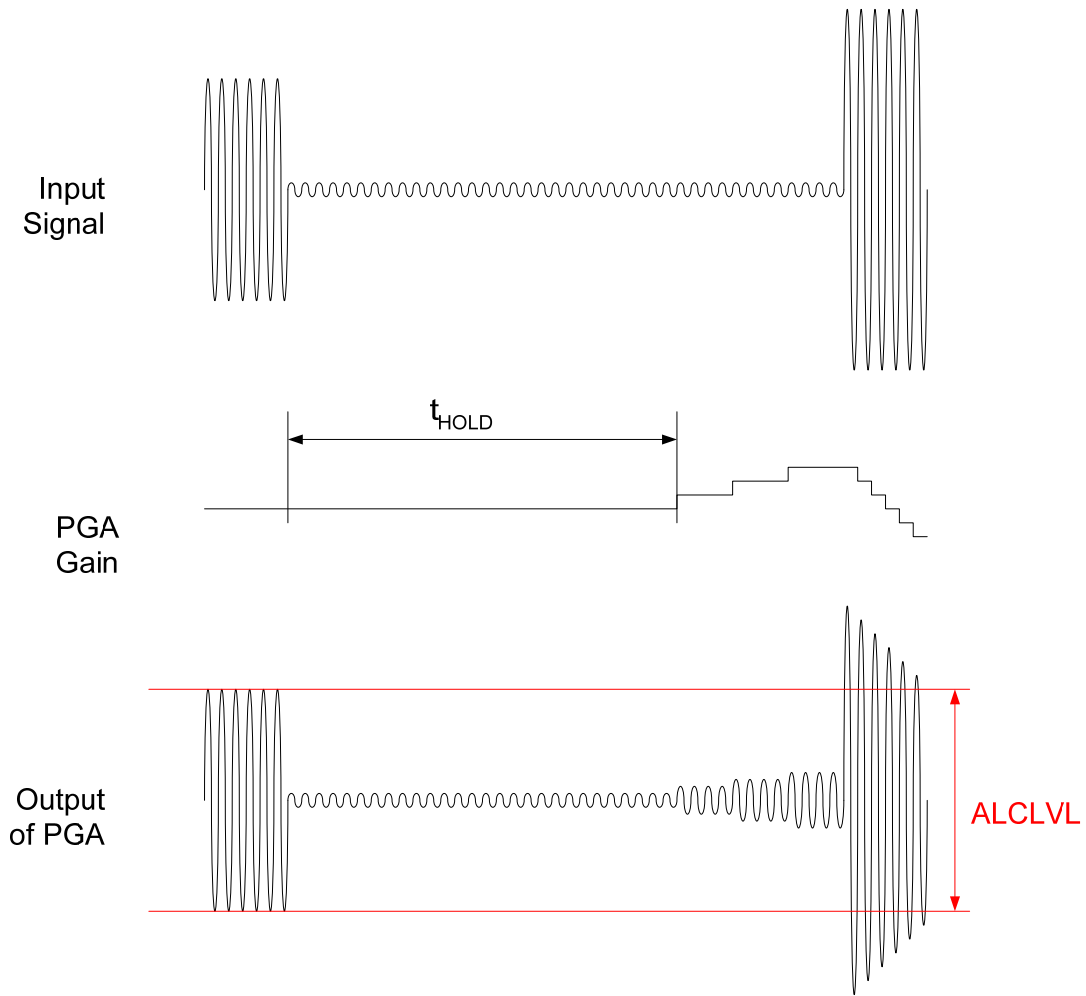 Input
Signal
tHOLD
PGA
Gain
Output
of PGA
ALCLVL